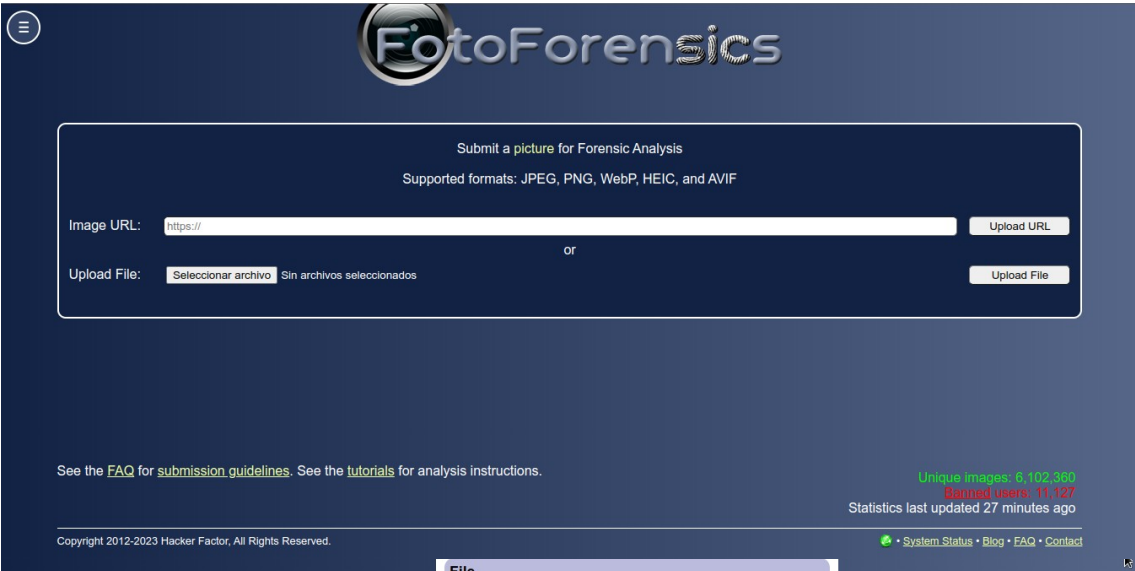 FotoForensics
Submit a picture for Forensic Analysis
Supported formats: JPEG, PNG, WebP, HEIC, and AVIF
Image URL: https:// Upload URL
or
Upload File: Seleccionar archivo Sin archivos seleccionados Upload File
See the FAQ for submission guidelines. See the tutorials for analysis instructions.
Unique images: 6,102,360
Banned users: 11,127
Statistics last updated 27 minutes ago
Copyright 2012-2023 Hacker Factor, All Rights Reserved. • System Status • Blog • FAQ • Contact
File